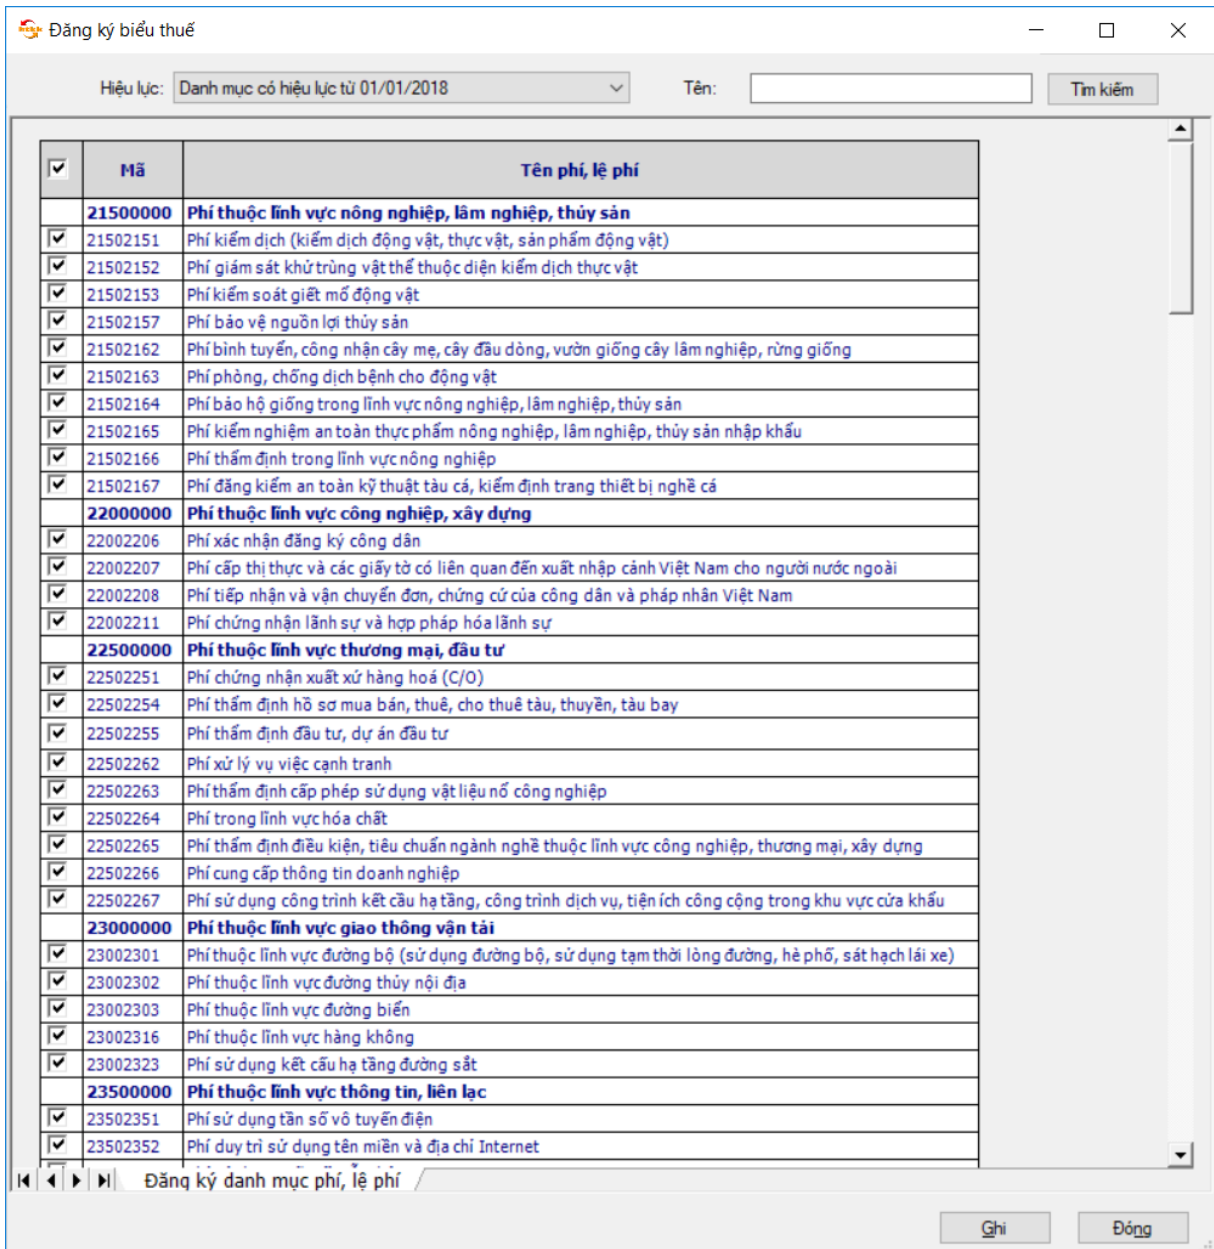 Đăng ký biểu thuế
Hiệu lực: Danh mục có hiệu lực từ 01/01/2018 Tên: Tìm kiếm
Mã Tên phí, lệ phí
21500000 Phí thuộc lĩnh vực nông nghiệp, lâm nghiệp, thủy sản
21502151 Phí kiểm dịch (kiểm dịch động vật, thực vật, sản phẩm động vật)
21502152 Phí giám sát khử trùng vật thể thuộc diện kiểm dịch thực vật
21502153 Phí kiểm soát giết mổ động vật
21502157 Phí bảo vệ nguồn lợi thủy sản
21502162 Phí bình tuyển, công nhận cây mẹ, cây đầu dòng, vườn giống cây lâm nghiệp, rừng giống
21502163 Phí phòng, chống dịch bệnh cho động vật
21502164 Phí bảo hộ giống trong lĩnh vực nông nghiệp, lâm nghiệp, thủy sản
21502165 Phí kiểm nghiệm an toàn thực phẩm nông nghiệp, lâm nghiệp, thủy sản nhập khẩu
21502166 Phí thẩm định trong lĩnh vực nông nghiệp
21502167 Phí đăng kiểm an toàn kỹ thuật tàu cá, kiểm định trang thiết bị nghề cá
22000000 Phí thuộc lĩnh vực công nghiệp, xây dựng
22002206 Phí xác nhận đăng ký công dân
22002207 Phí cấp thị thực và các giấy tờ có liên quan đến xuất nhập cảnh Việt Nam cho người nước ngoài
22002208 Phí tiếp nhận và vận chuyển đơn, chứng cứ của công dân và pháp nhân Việt Nam
22002211 Phí chứng nhận lãnh sự và hợp pháp hóa lãnh sự
22500000 Phí thuộc lĩnh vực thương mại, đầu tư
22502251 Phí chứng nhận xuất xứ hàng hoá (C/O)
22502254 Phí thẩm định hồ sơ mua bán, thuê, cho thuê tàu, thuyền, tàu bay
22502255 Phí thẩm định đầu tư, dự án đầu tư
22502262 Phí xử lý vụ việc cạnh tranh
22502263 Phí thẩm định cấp phép sử dụng vật liệu nổ công nghiệp
22502264 Phí trong lĩnh vực hóa chất
22502265 Phí thẩm định điều kiện, tiêu chuẩn ngành nghề thuộc lĩnh vực công nghiệp, thương mại, xây dựng
22502266 Phí cung cấp thông tin doanh nghiệp
22502267 Phí sử dụng công trình kết cấu hạ tầng, công trình dịch vụ, tiện ích công cộng trong khu vực cửa khẩu
23000000 Phí thuộc lĩnh vực giao thông vận tải
23002301 Phí thuộc lĩnh vực đường bộ (sử dụng đường bộ, sử dụng tạm thời lòng đường, hè phố, sát hạch lái xe)
23002302 Phí thuộc lĩnh vực đường thủy nội địa
23002303 Phí thuộc lĩnh vực đường biển
23002316 Phí thuộc lĩnh vực hàng không
23002323 Phí sử dụng kết cấu hạ tầng đường sắt
23500000 Phí thuộc lĩnh vực thông tin, liên lạc
23502351 Phí sử dụng tần số vô tuyến điện
23502352 Phí duy trì sử dụng tên miền và địa chỉ Internet
Đăng ký danh mục phí, lệ phí
Ghi Đóng